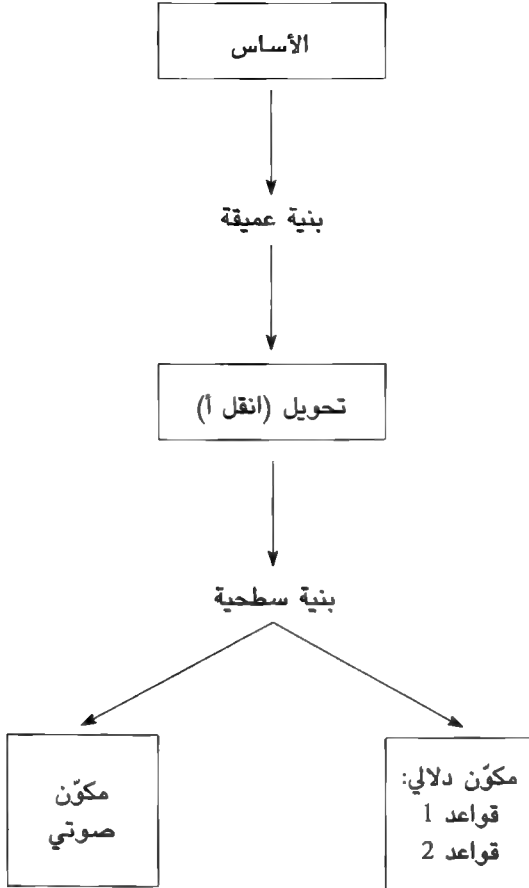 الأساس
بنية عميقة
تحويل (انقل أ)
بنية سطحية
مكوّن دلالي:
قواعد 1
قواعد 2
مكوّن
صوتي